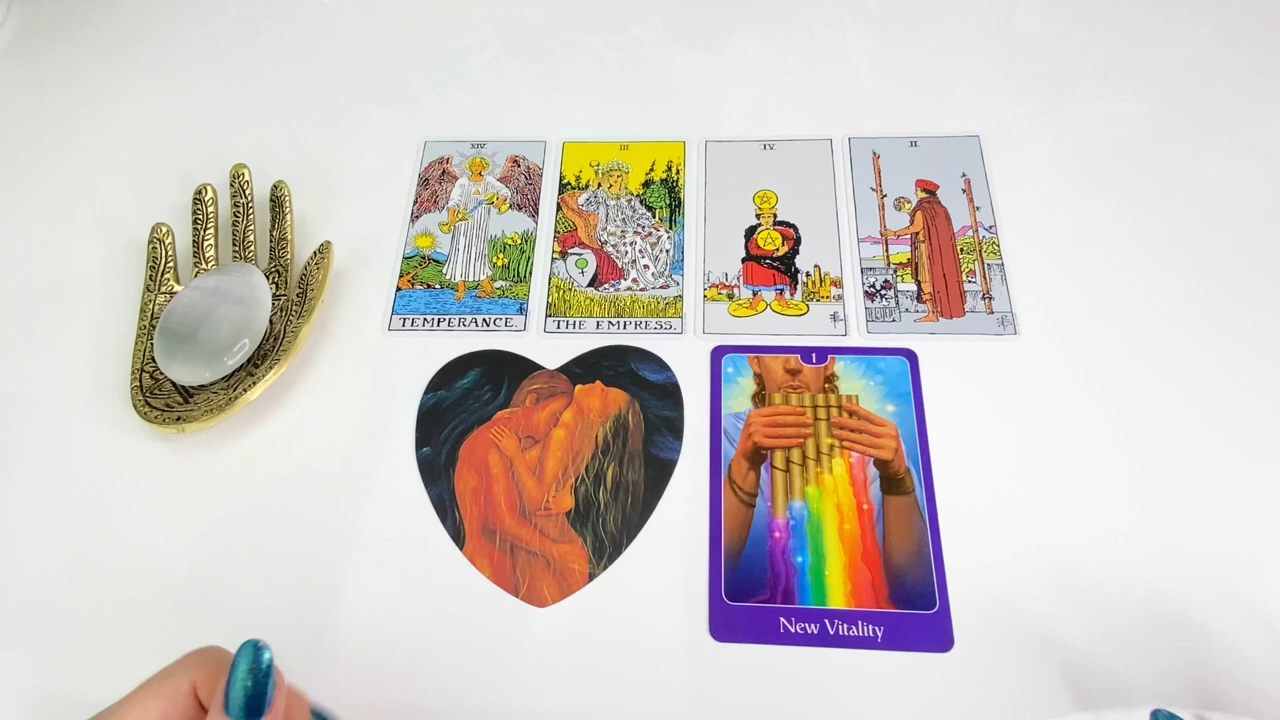 XIV
TEMPERANCE.
III
THE EMPRESS.
IV
II
1
New Vitality